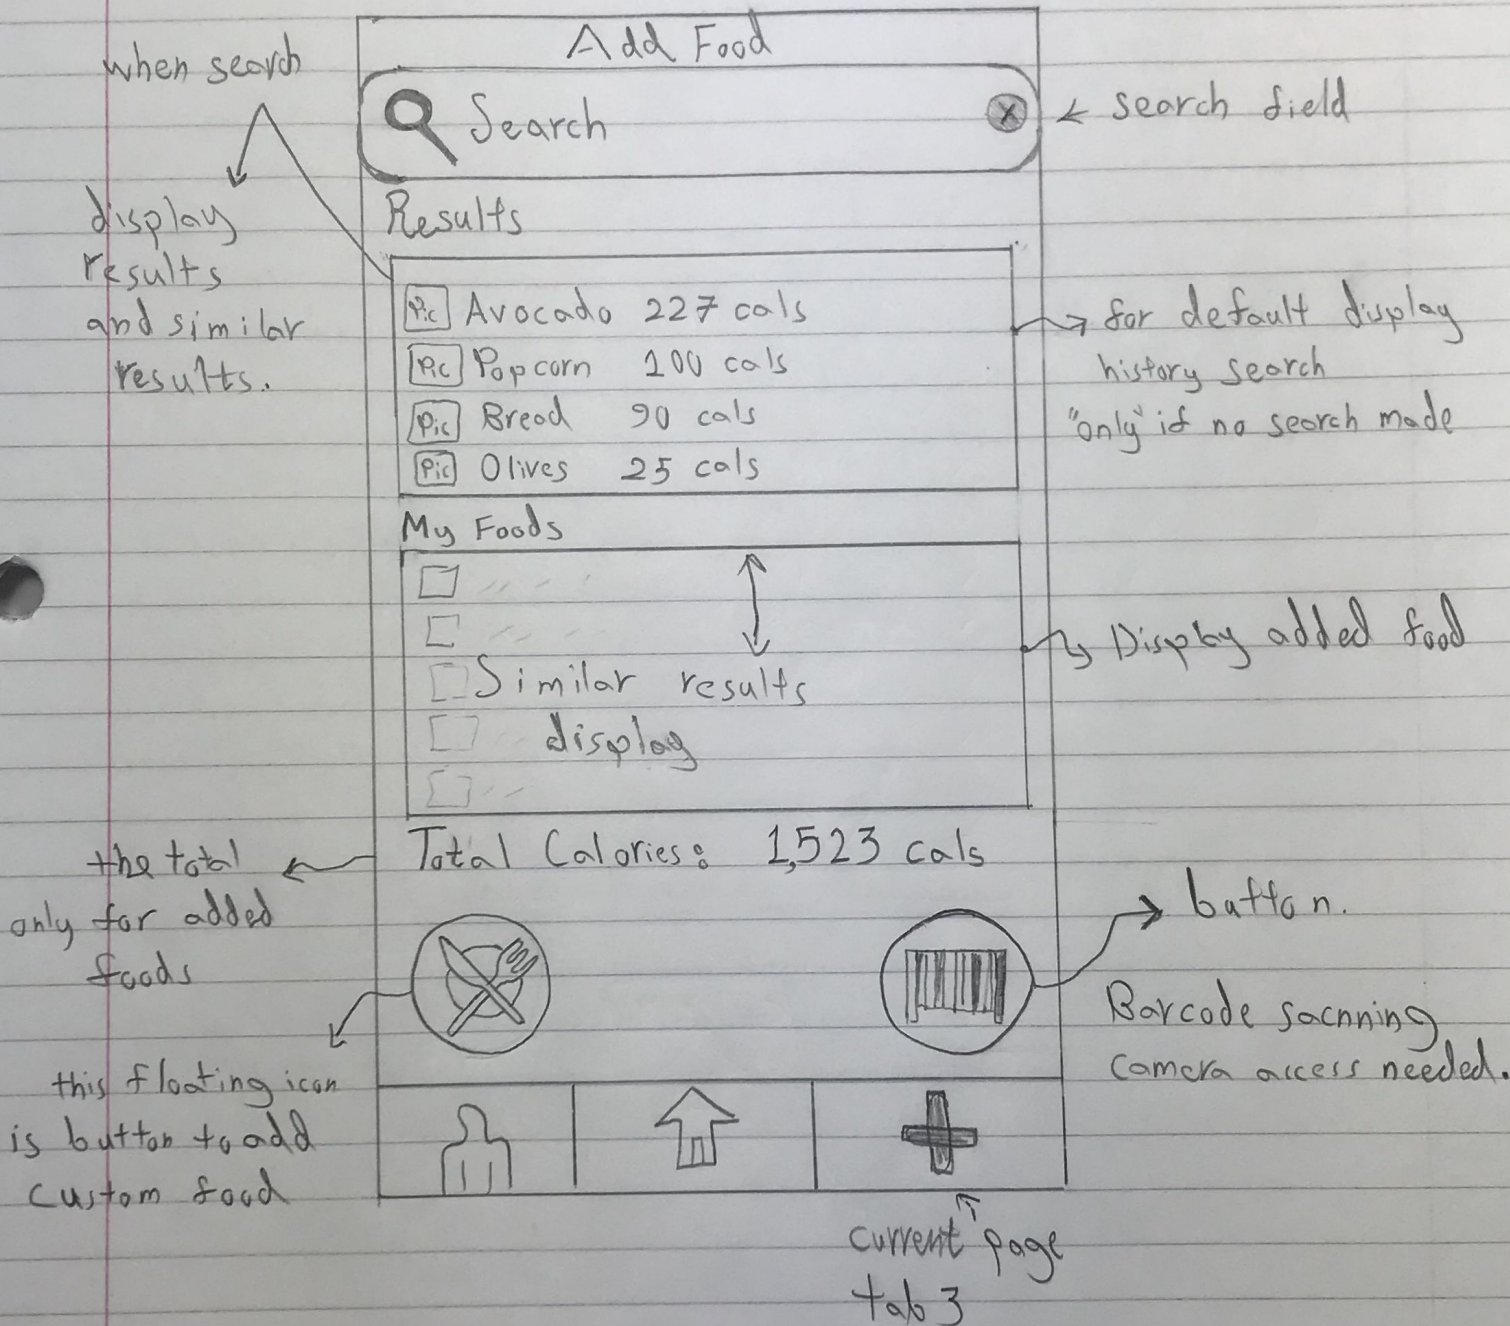 Add Food
when search
Search
X
search field
display
results
and similar
results.
Results
Pic Avocado 227 cals
Pic Popcorn 100 cals
Pic Bread 90 cals
Pic Olives 25 cals
for default display
history search
"only" if no search made
My Foods
Similar results
display
Display added food
Total Calories: 1,523 cals
the total
only for added
foods
button.
Barcode sacnning
camera access needed.
this floating icon
is button to add
custom food
current page
tab 3